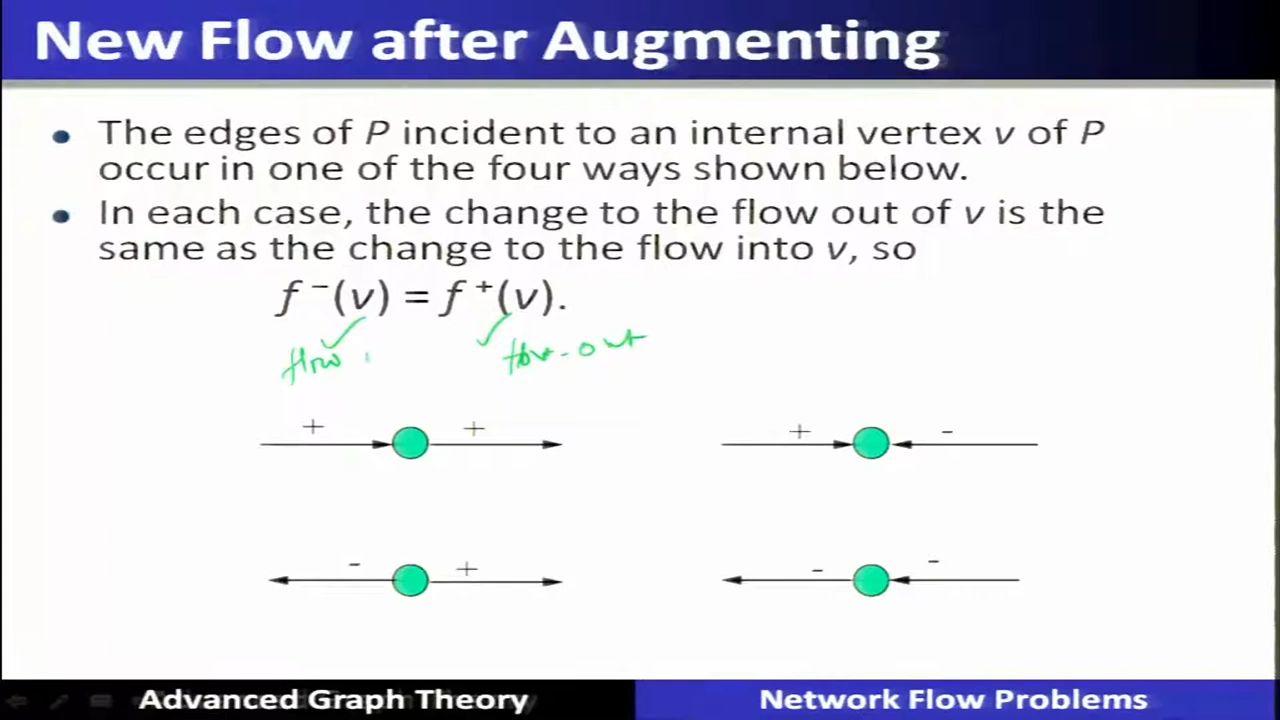 New Flow after Augmenting
• The edges of P incident to an internal vertex v of P
occur in one of the four ways shown below.
• In each case, the change to the flow out of v is the
same as the change to the flow into v, so
f⁻(v) = f⁺(v).
flow flow-out
+ + + -
- + - -
Advanced Graph Theory Network Flow Problems